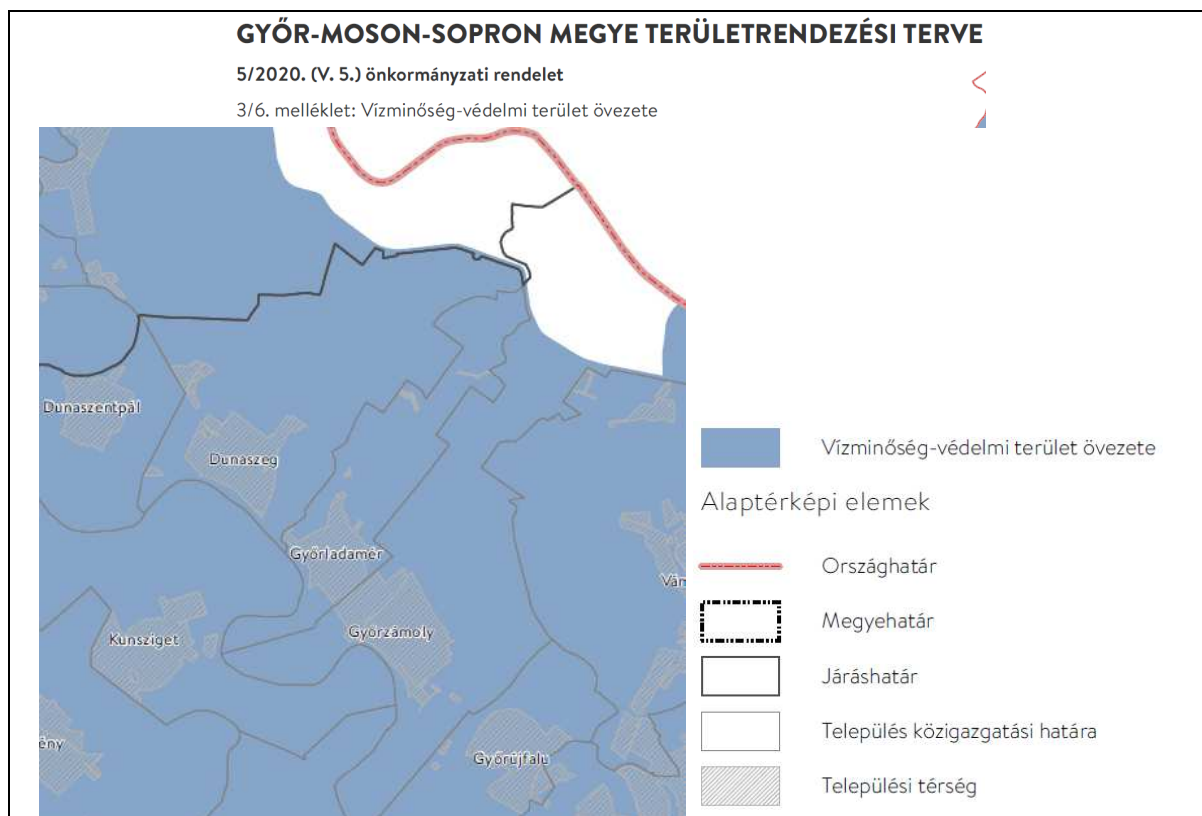 GYŐR-MOSON-SOPRON MEGYE TERÜLETRENDEZÉSI TERVE
5/2020. (V. 5.) önkormányzati rendelet
3/6. melléklet: Vízminőség-védelmi terület övezete
Dunaszentpál
Dunaszeg
Győrladamér
Vám
Kunsziget
Győrzámoly
ény
Győrújfalu
Vízminőség-védelmi terület övezete
Alaptérképi elemek
Országhatár
Megyehatár
Járáshatár
Település közigazgatási határa
Települési térség